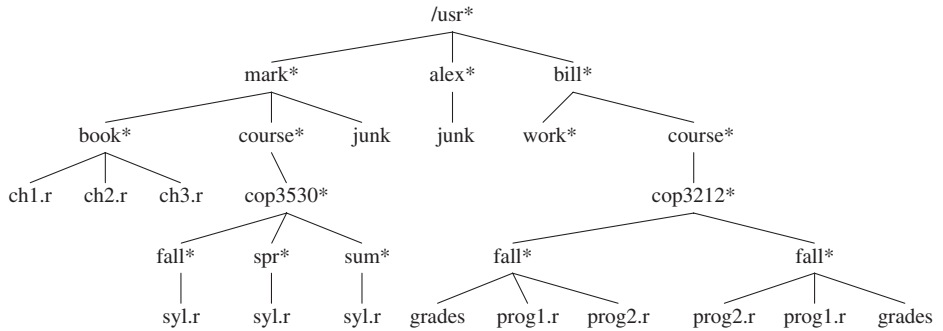 /usr*
mark* alex* bill*
book* course* junk junk work* course*
ch1.r ch2.r ch3.r cop3530* cop3212*
fall* spr* sum* fall* fall*
syl.r syl.r syl.r grades prog1.r prog2.r prog2.r prog1.r grades